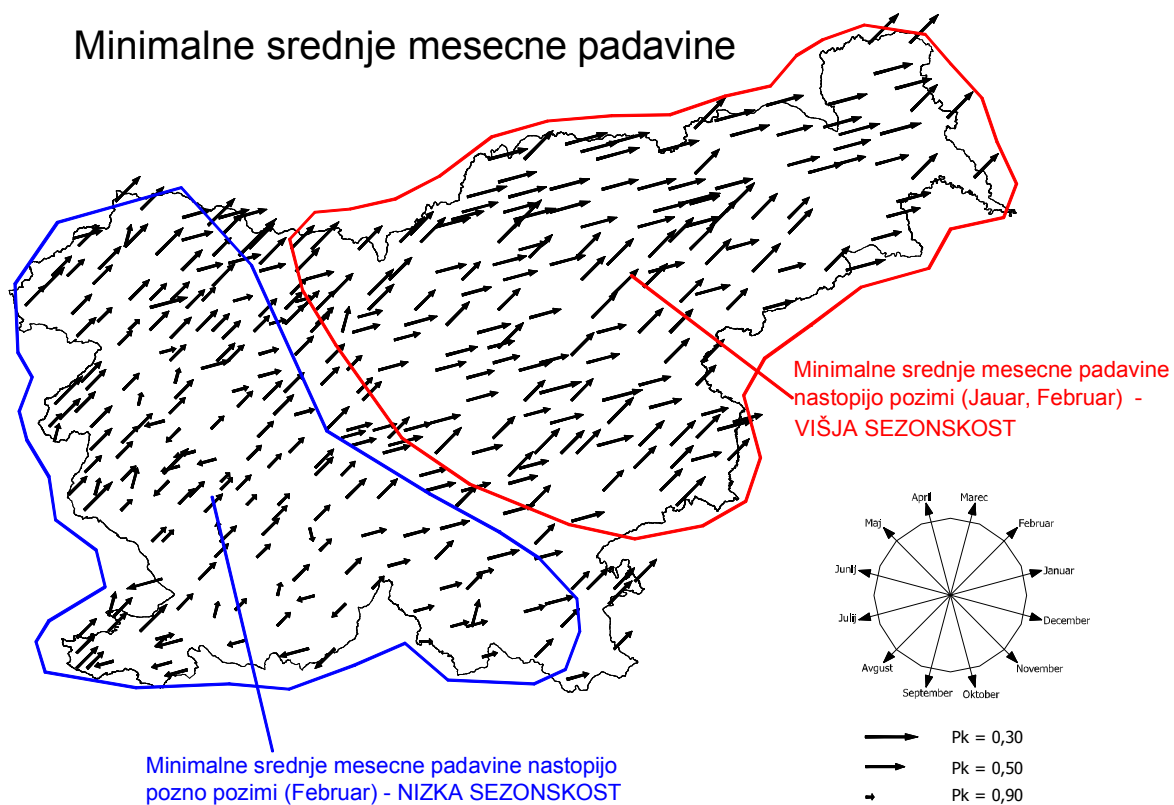 Minimalne srednje mesecne padavine
Minimalne srednje mesecne padavine
nastopijo pozimi (Jauar, Februar) -
VIŠJA SEZONSKOST
April
Marec
Maj
Februar
Junij
Januar
Julij
December
Avgust
November
September
Oktober
Pk = 0,30
Pk = 0,50
Pk = 0,90
Minimalne srednje mesecne padavine nastopijo
pozno pozimi (Februar) - NIZKA SEZONSKOST